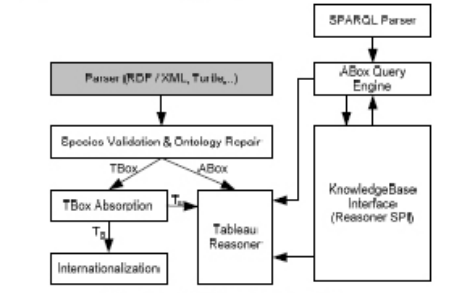 SPARQL Parser
Parser (RDF / XML, Turtle,..)
ABox Query
Engine
Species Validation & Ontology Repair
TBox
ABox
KnowledgeBase
Interface
(Reasoner SPI)
TBox Absorption
Tableau
Reasoner
Internationalization